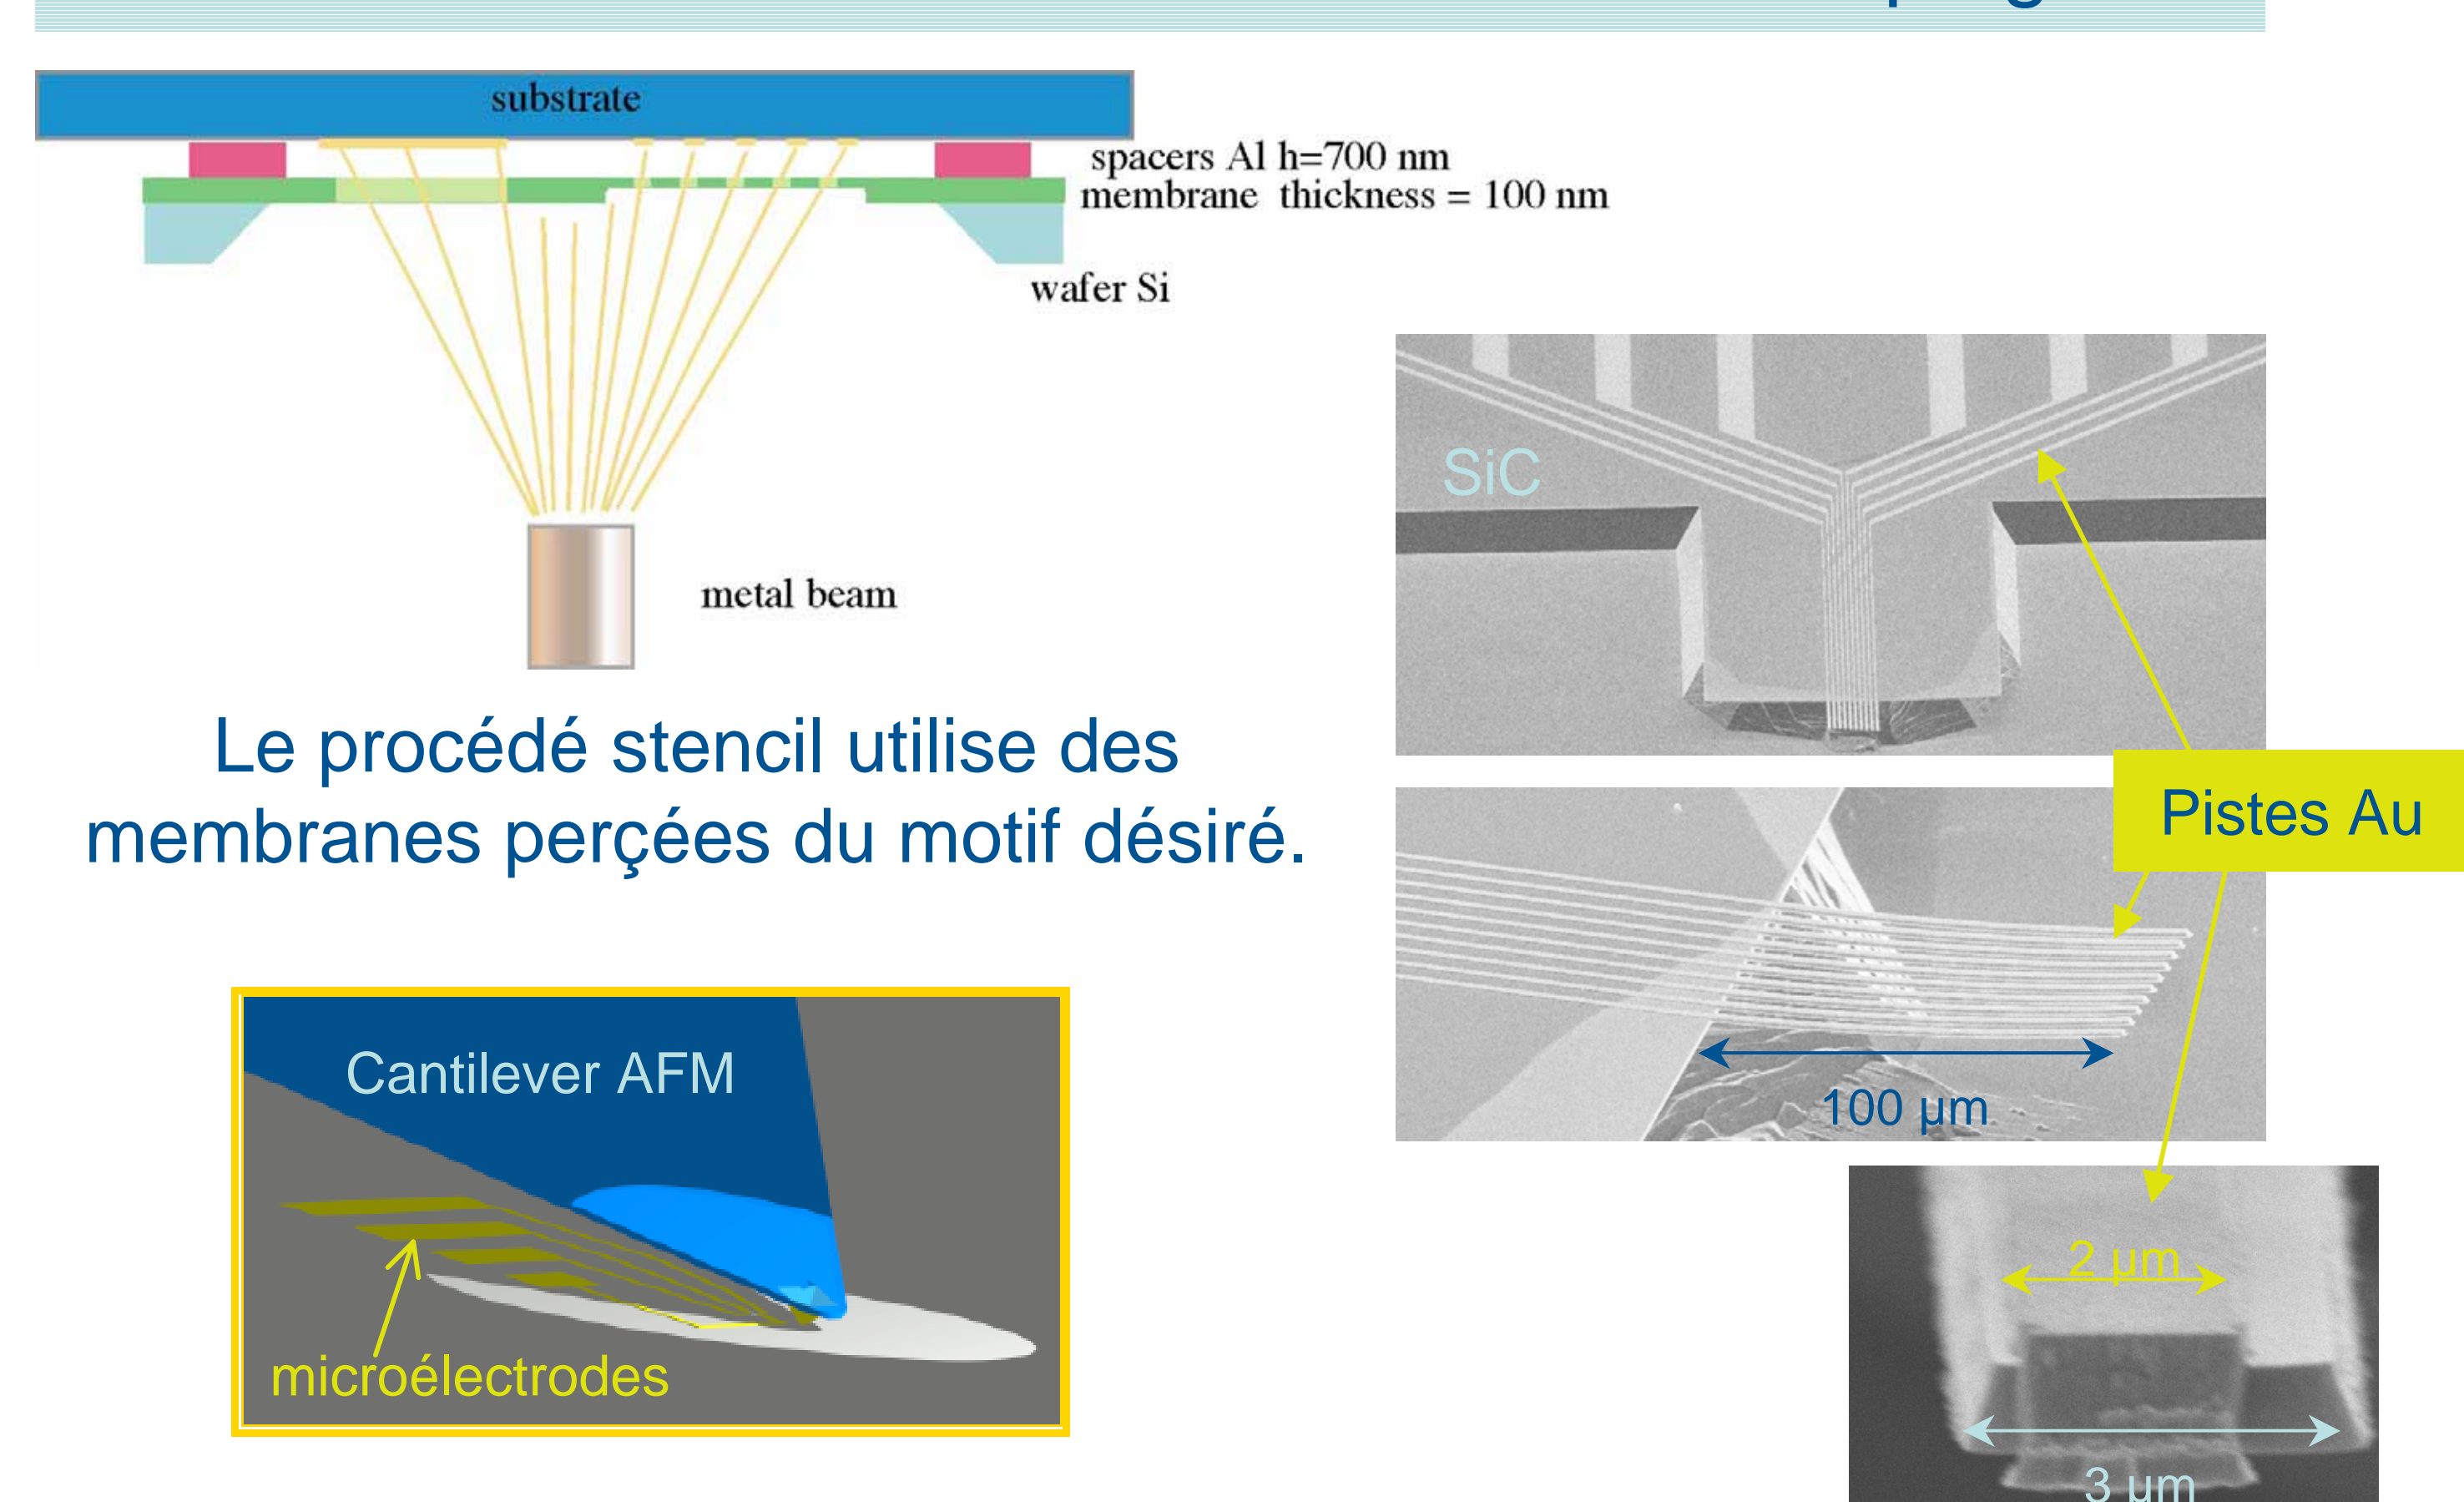 substrate
spacers Al h=700 nm
membrane thickness = 100 nm
wafer Si
metal beam
SiC
Le procédé stencil utilise des
membranes perçées du motif désiré.
Pistes Au
Cantilever AFM
100 µm
2 µm
microélectrodes
3 µm